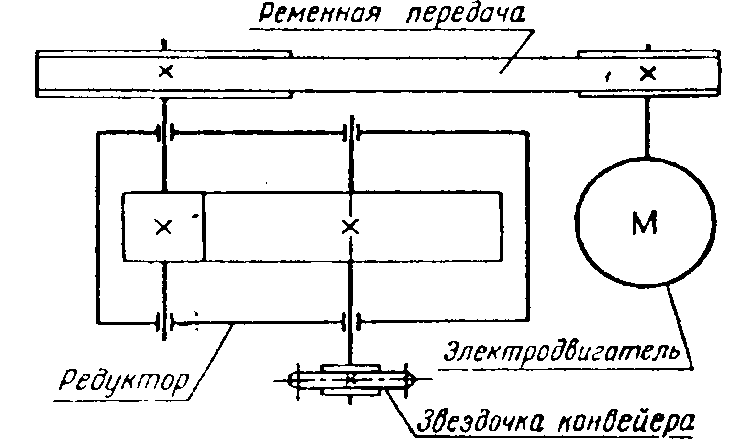 Ременная передача
М
Электродвигатель
Редуктор
Звездочка конвейера